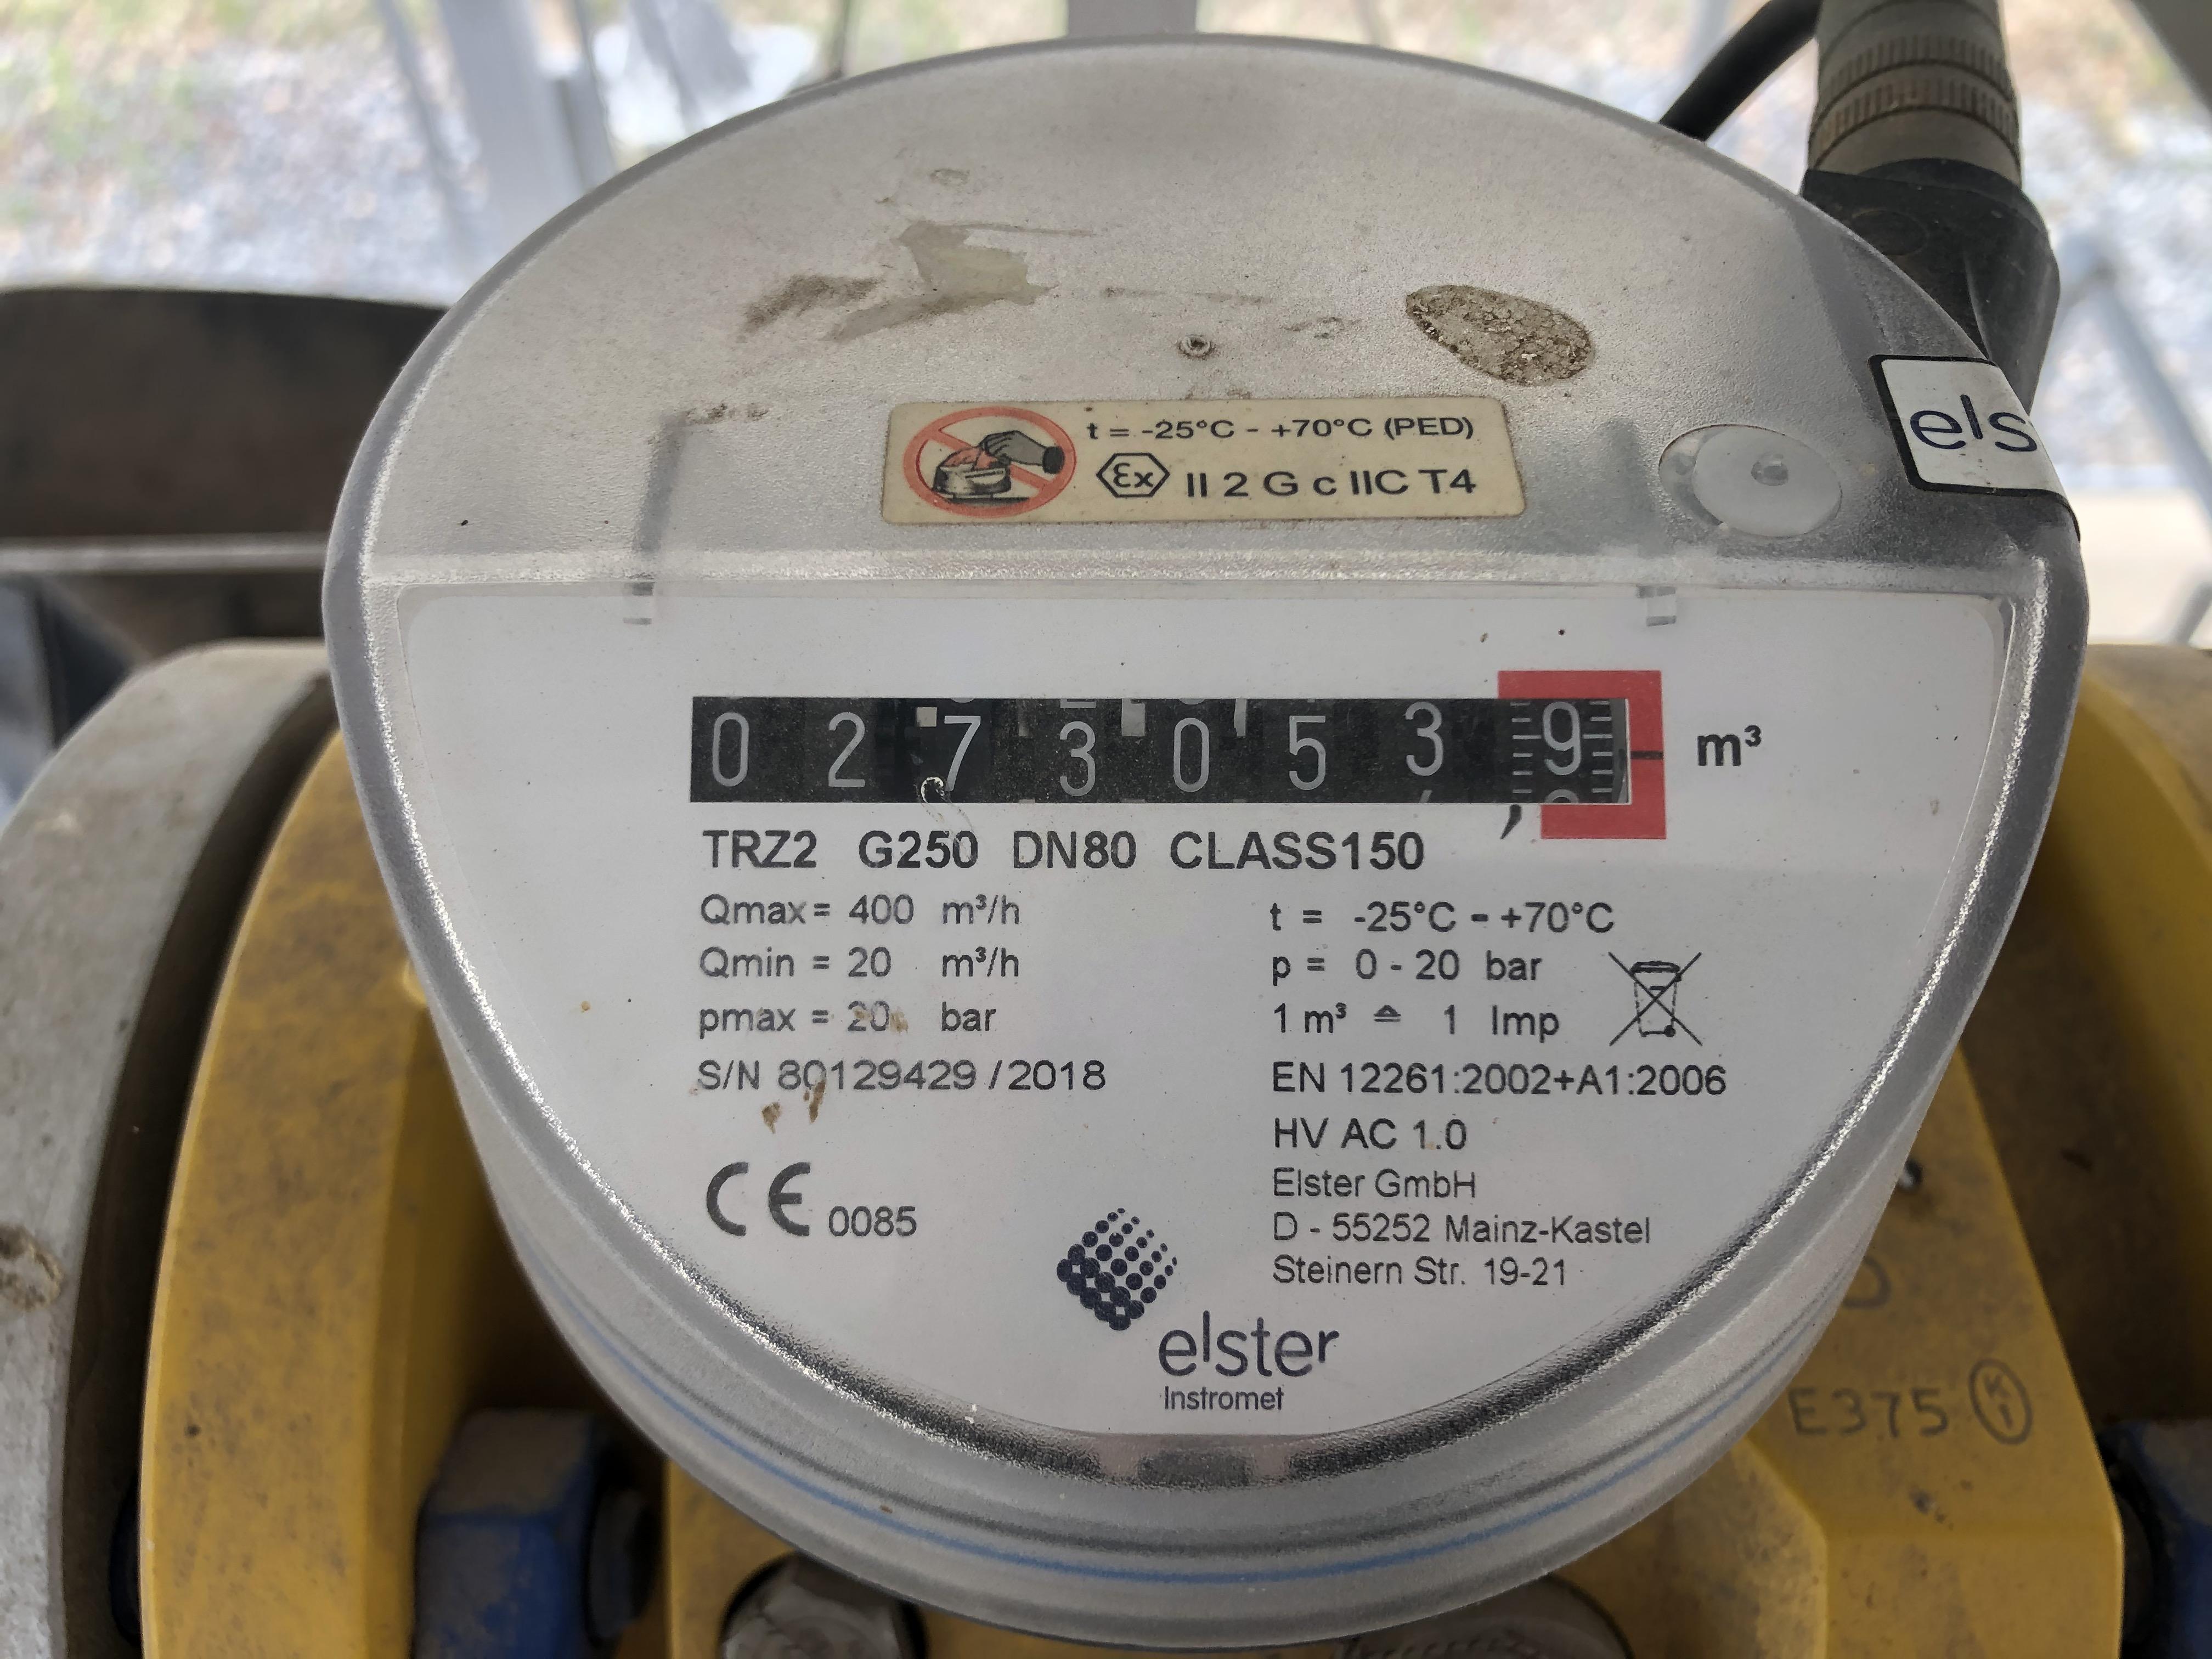 elst
t = -25°C - +70°C (PED)
Ex II 2 G c IIC T4
0 2 7 3 0 5 3 , 9 m³
TRZ2 G250 DN80 CLASS150
Qmax = 400 m³/h
Qmin = 20 m³/h
pmax = 20 bar
S/N 80129429 / 2018
t = -25°C - +70°C
p = 0 - 20 bar
1 m³ ≙ 1 Imp
EN 12261:2002+A1:2006
HV AC 1.0
Elster GmbH
D - 55252 Mainz-Kastel
Steinern Str. 19-21
CE 0085
elster
Instromet
E375 K1